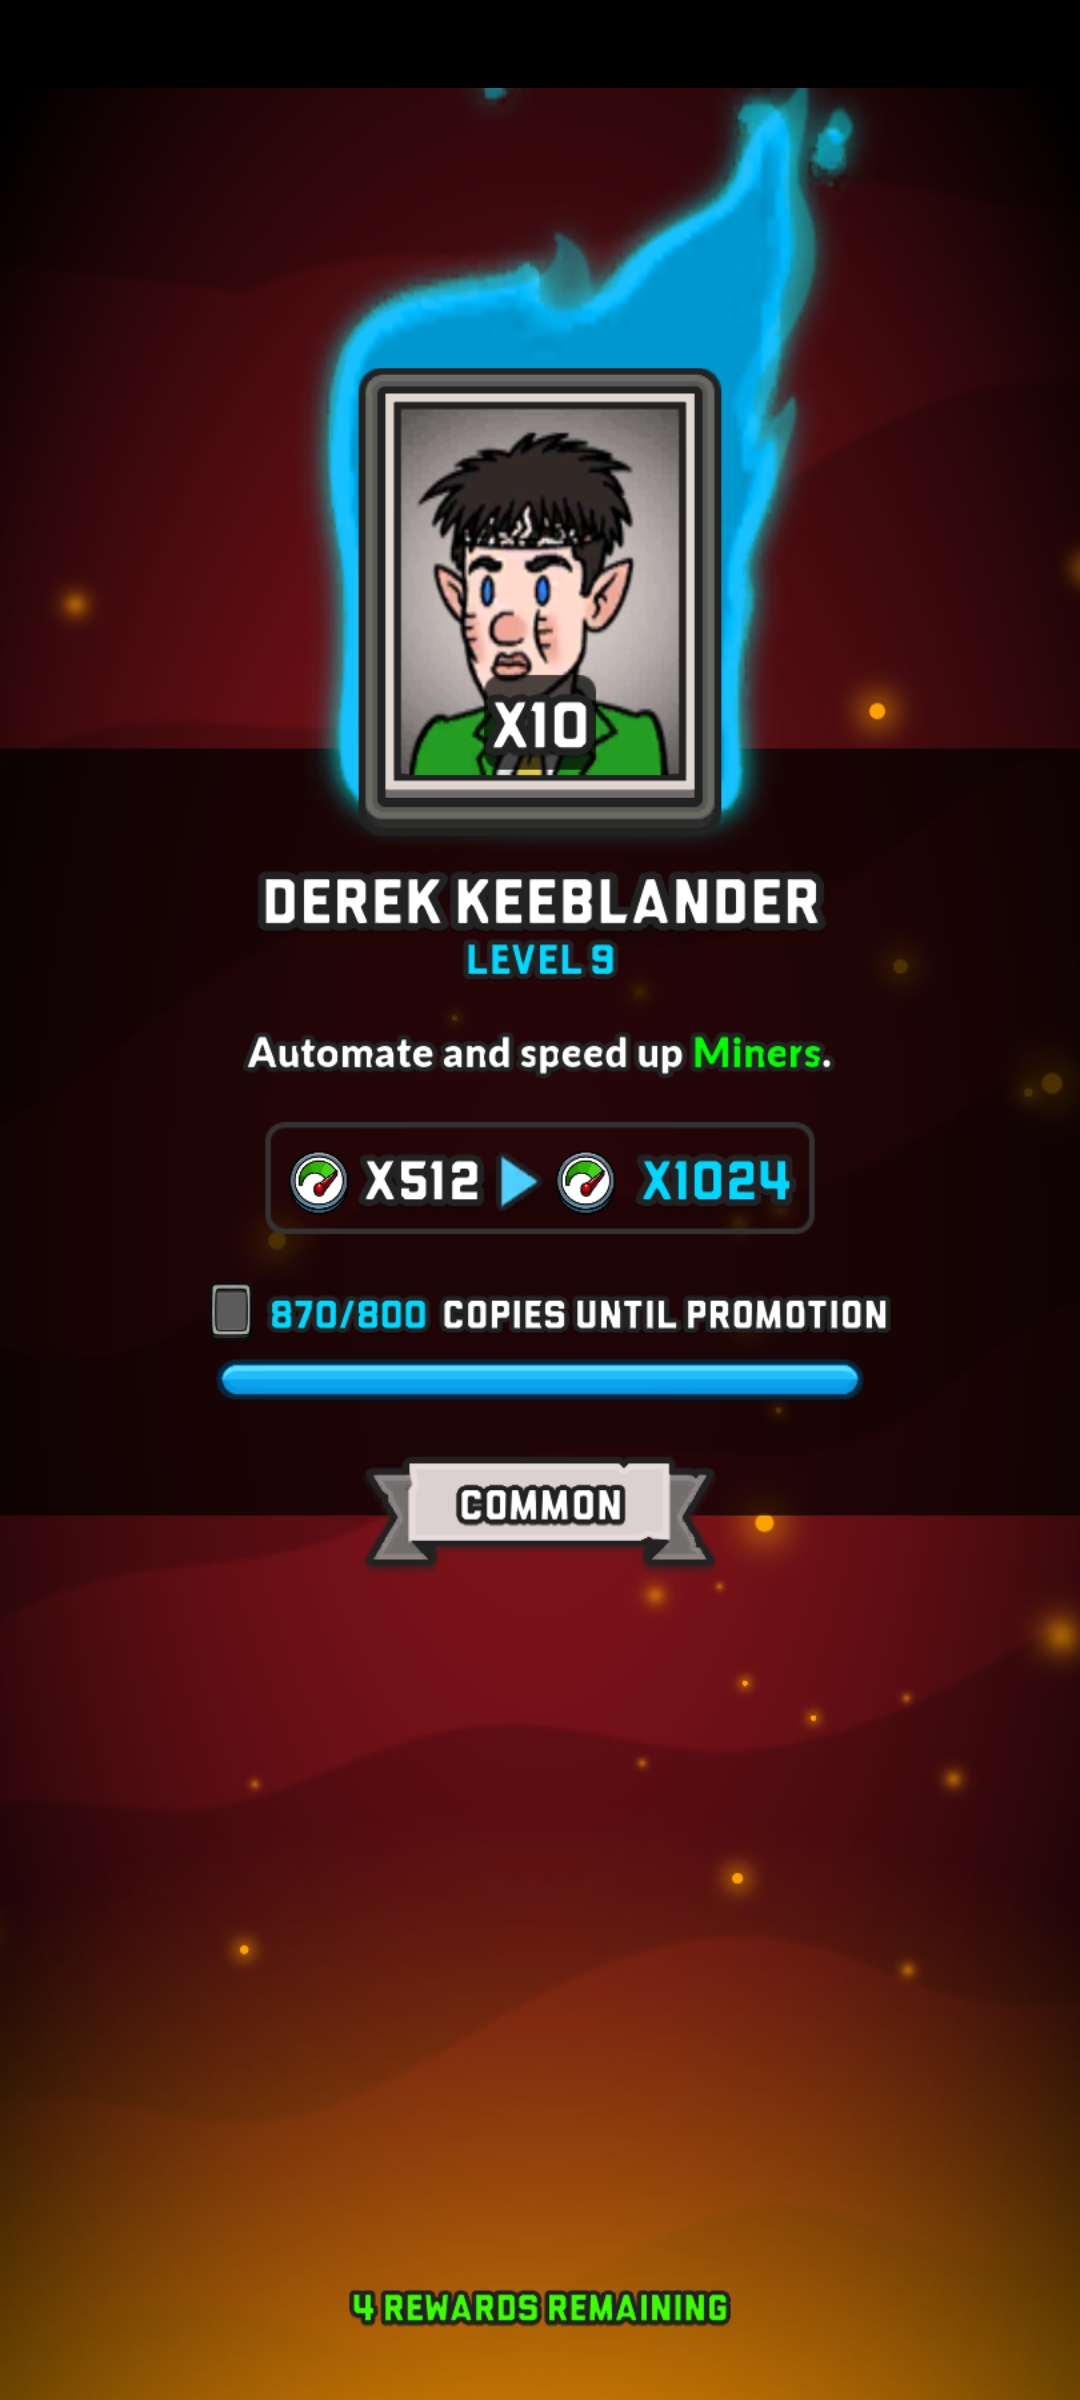 X10
DEREK KEEBLANDER
LEVEL 9
Automate and speed up Miners.
X512 X1024
870/800 COPIES UNTIL PROMOTION
COMMON
4 REWARDS REMAINING